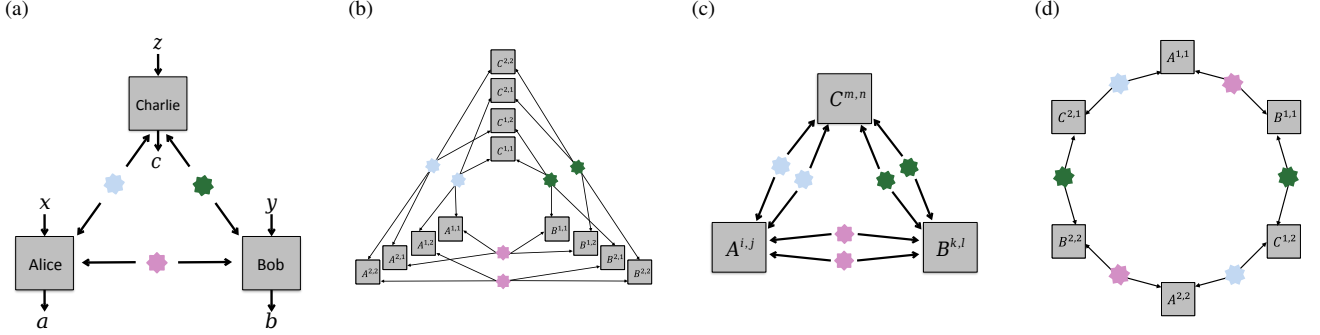 (a)
z
Charlie
c
x
y
Alice
Bob
a
b
(b)
C^{2,2}
C^{2,1}
C^{1,2}
C^{1,1}
A^{1,1}
B^{1,1}
A^{1,2}
B^{1,2}
A^{2,1}
B^{2,1}
A^{2,2}
B^{2,2}
(c)
C^{m,n}
A^{i,j}
B^{k,l}
(d)
A^{1,1}
C^{2,1}
B^{1,1}
B^{2,2}
C^{1,2}
A^{2,2}